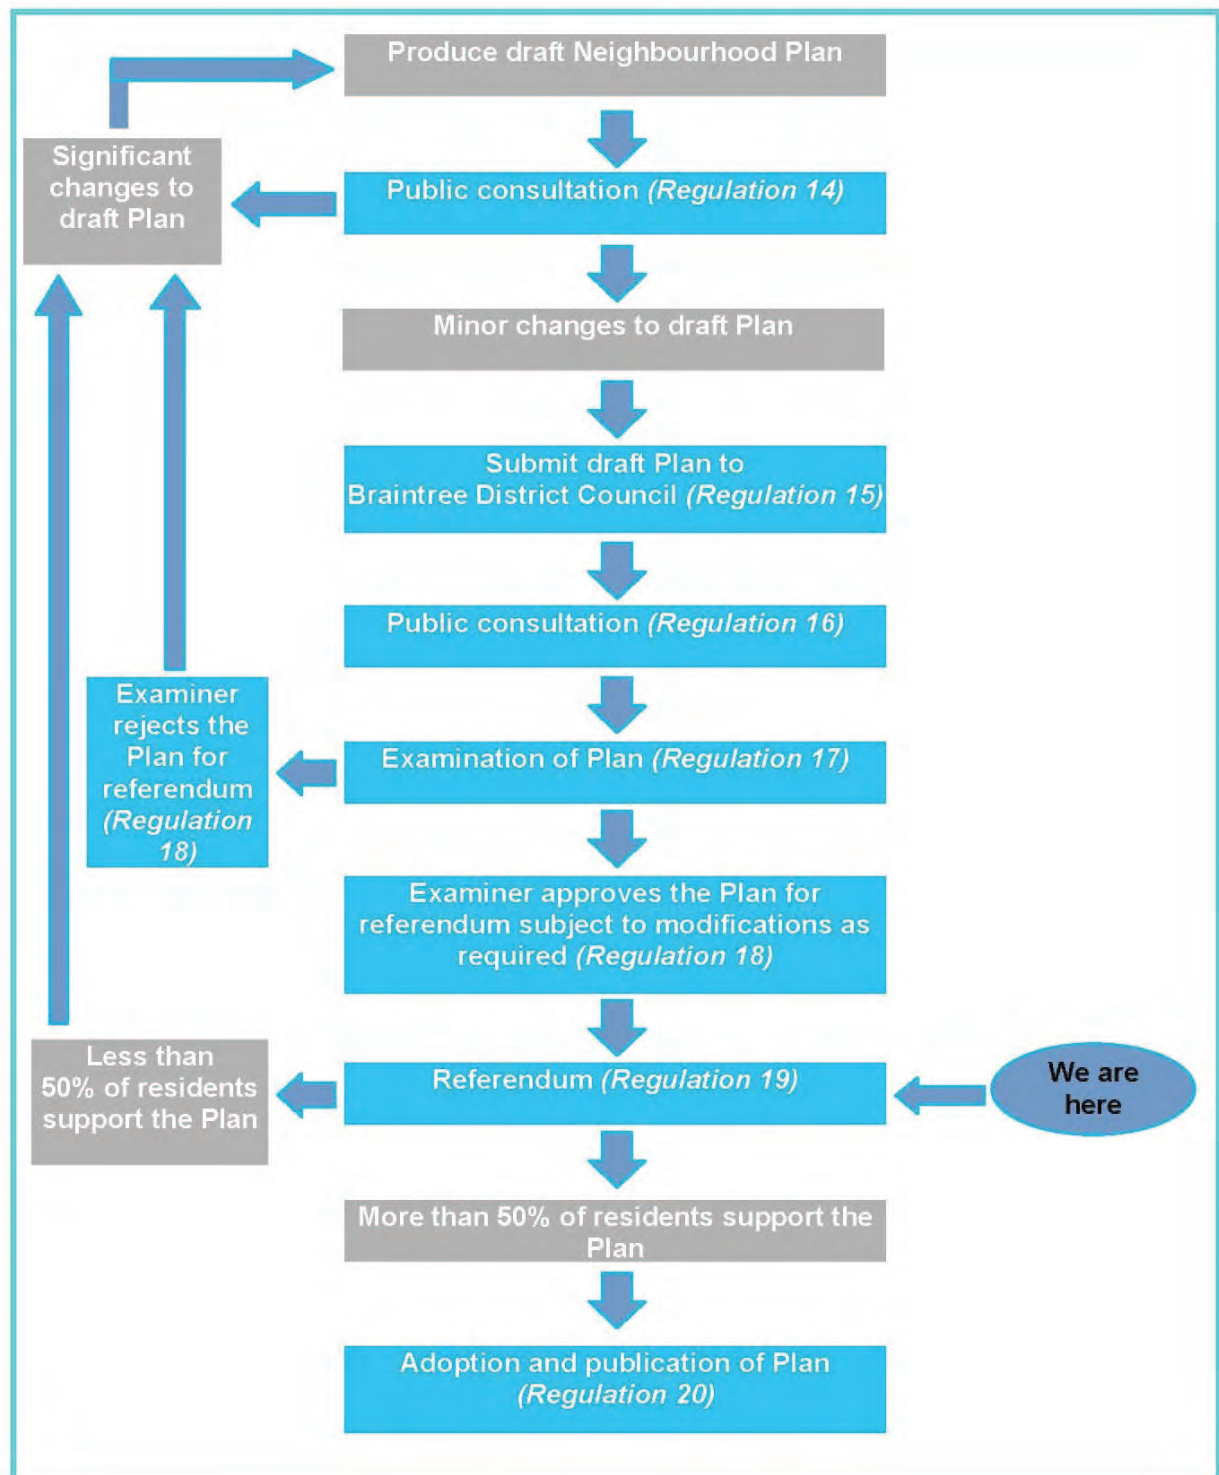 Produce draft Neighbourhood Plan
Significant
changes to
draft Plan
Public consultation (Regulation 14)
Minor changes to draft Plan
Submit draft Plan to
Braintree District Council (Regulation 15)
Public consultation (Regulation 16)
Examiner
rejects the
Plan for
referendum
(Regulation
18)
Examination of Plan (Regulation 17)
Examiner approves the Plan for
referendum subject to modifications as
required (Regulation 18)
Less than
50% of residents
support the Plan
Referendum (Regulation 19)
We are
here
More than 50% of residents support the
Plan
Adoption and publication of Plan
(Regulation 20)